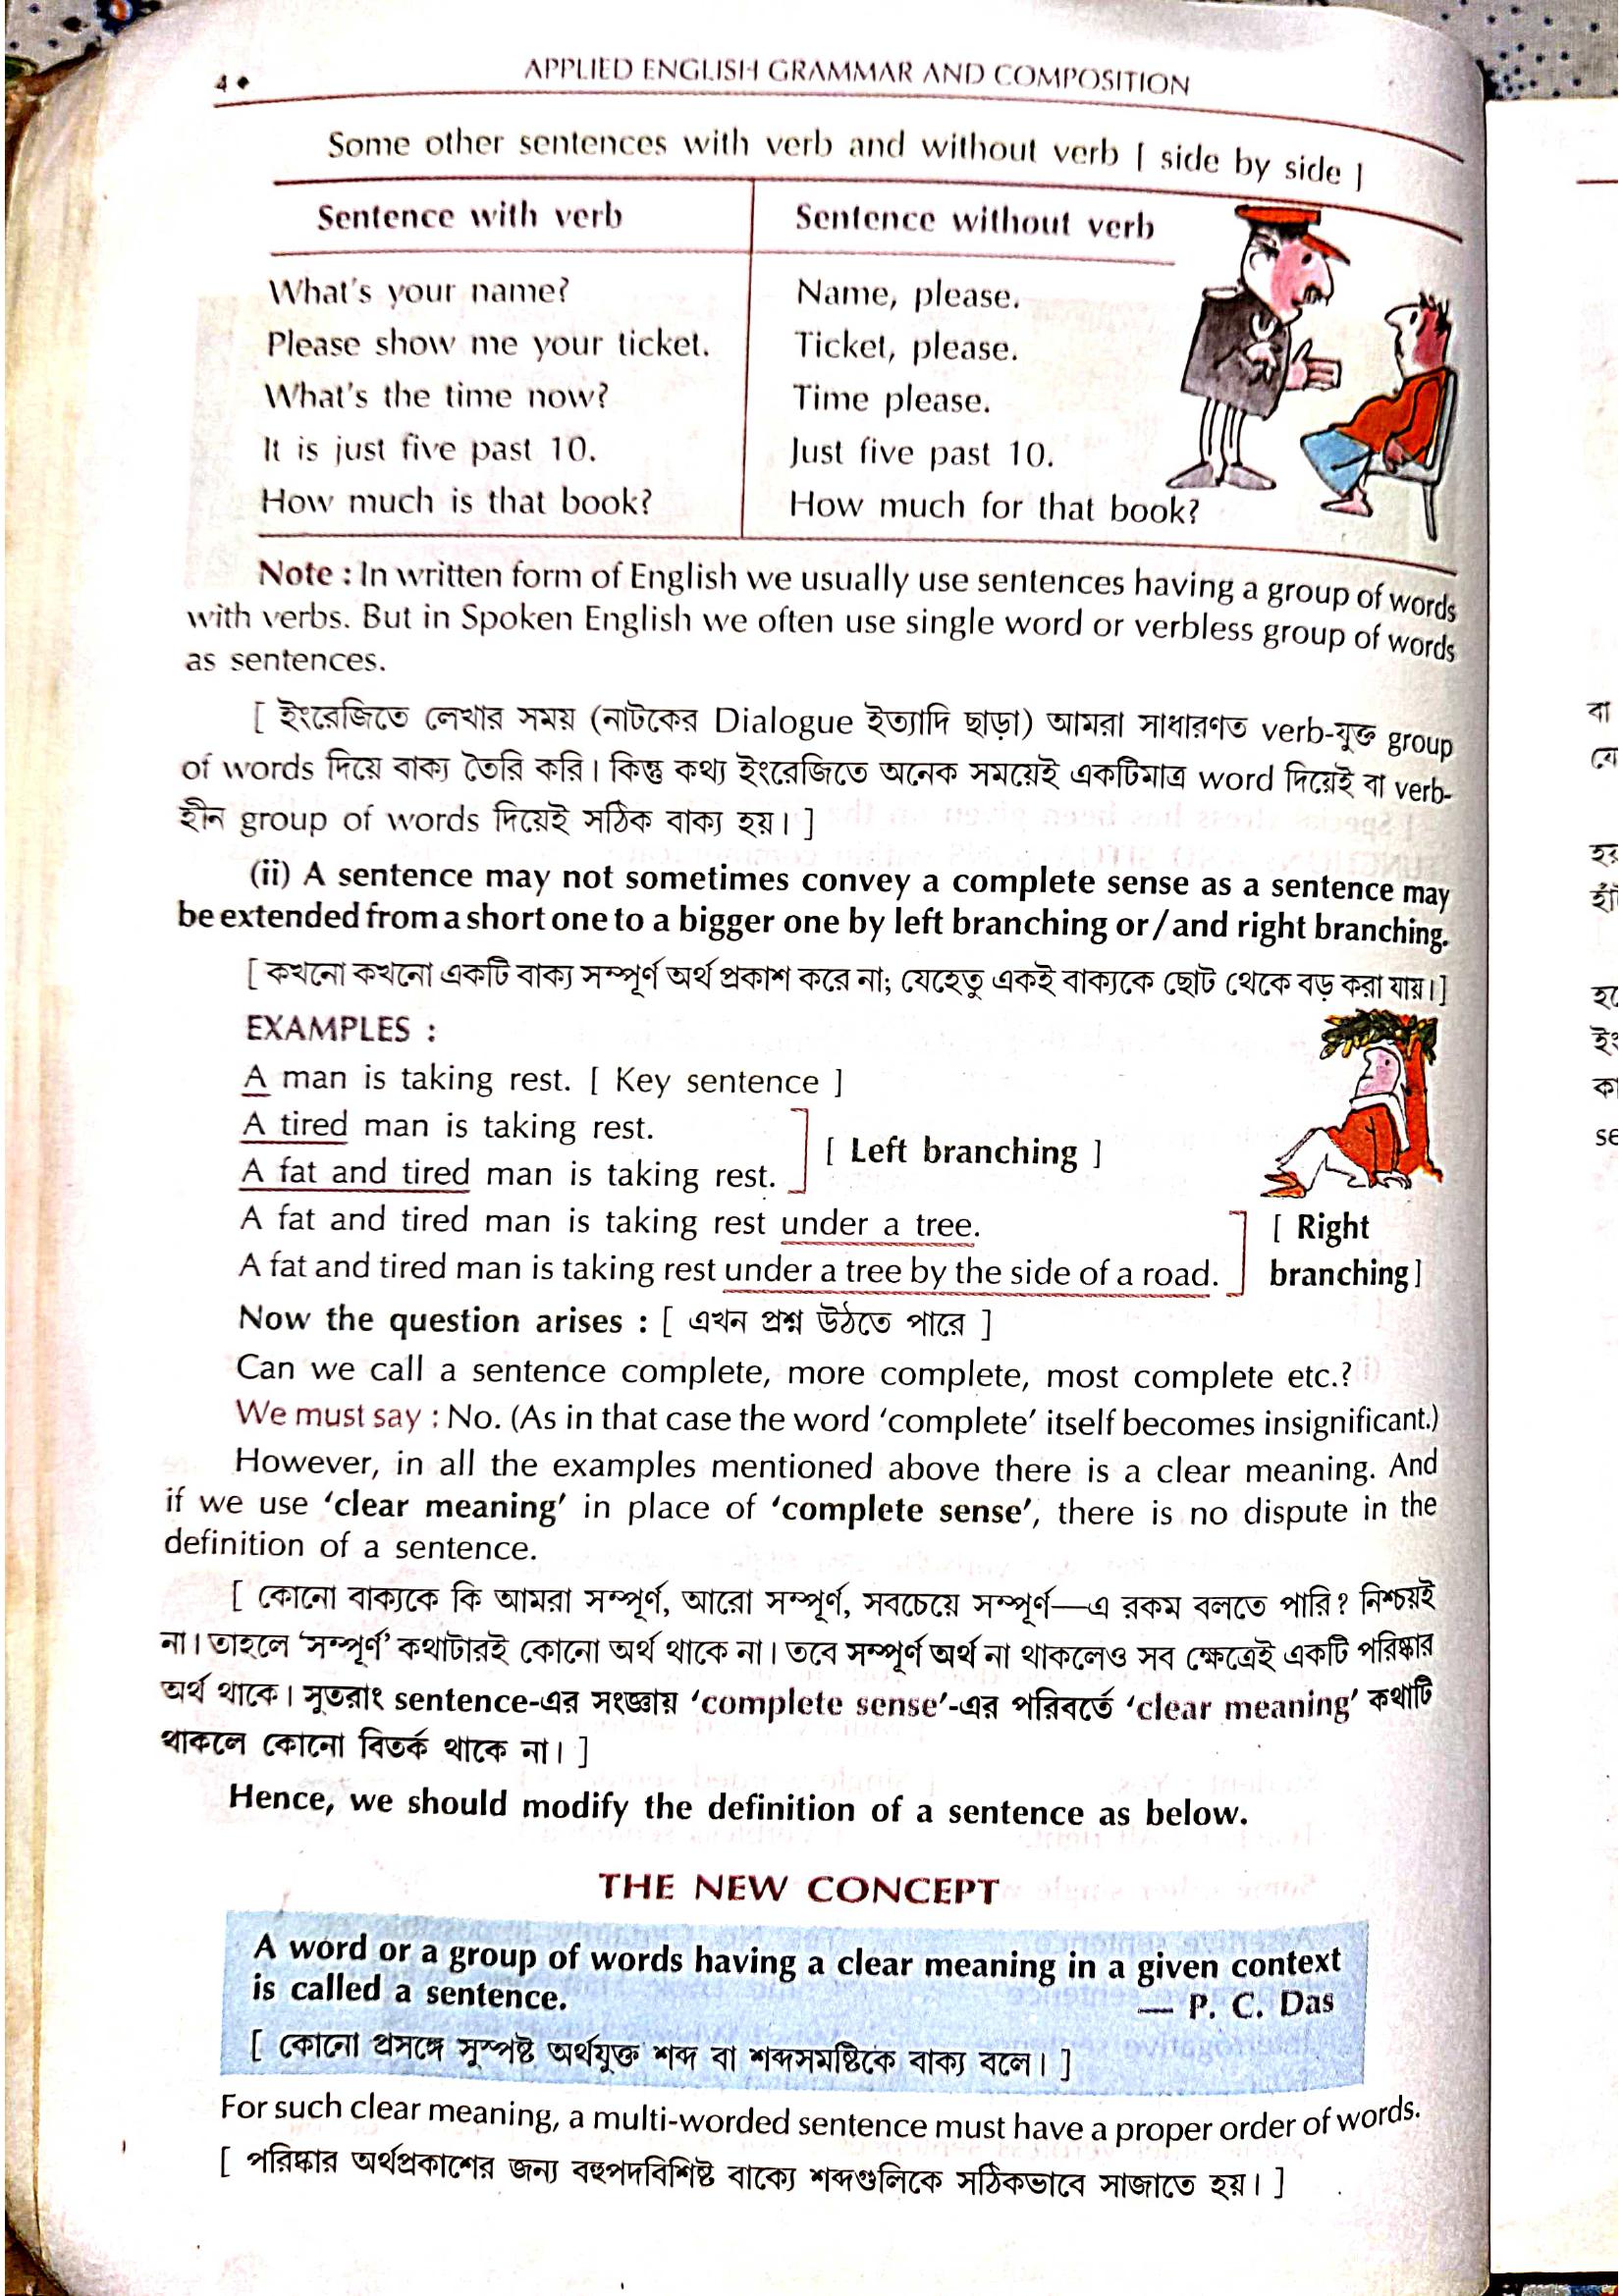 4 ◆ APPLIED ENGLISH GRAMMAR AND COMPOSITION
Some other sentences with verb and without verb [ side by side ]
Sentence with verb Sentence without verb
What's your name? Name, please.
Please show me your ticket. Ticket, please.
What's the time now? Time please.
It is just five past 10. Just five past 10.
How much is that book? How much for that book?
Note : In written form of English we usually use sentences having a group of words
with verbs. But in Spoken English we often use single word or verbless group of words
as sentences.
[ ইংরেজিতে লেখার সময় (নাটকের Dialogue ইত্যাদি ছাড়া) আমরা সাধারণত verb-যুক্ত group
of words দিয়ে বাক্য তৈরি করি। কিন্তু কথ্য ইংরেজিতে অনেক সময়েই একটিমাত্র word দিয়েই বা verb-
হীন group of words দিয়েই সঠিক বাক্য হয়। ]
(ii) A sentence may not sometimes convey a complete sense as a sentence may
be extended from a short one to a bigger one by left branching or / and right branching.
[ কখনো কখনো একটি বাক্য সম্পূর্ণ অর্থ প্রকাশ করে না; যেহেতু একই বাক্যকে ছোট থেকে বড় করা যায়।]
EXAMPLES :
A man is taking rest. [ Key sentence ]
A tired man is taking rest.
A fat and tired man is taking rest.
[ Left branching ]
A fat and tired man is taking rest under a tree.
A fat and tired man is taking rest under a tree by the side of a road.
[ Right
branching ]
Now the question arises : [ এখন প্রশ্ন উঠতে পারে ]
Can we call a sentence complete, more complete, most complete etc.?
We must say : No. (As in that case the word 'complete' itself becomes insignificant.)
However, in all the examples mentioned above there is a clear meaning. And
if we use 'clear meaning' in place of 'complete sense', there is no dispute in the
definition of a sentence.
[ কোনো বাক্যকে কি আমরা সম্পূর্ণ, আরো সম্পূর্ণ, সবচেয়ে সম্পূর্ণ—এ রকম বলতে পারি? নিশ্চয়ই
না। তাহলে 'সম্পূর্ণ' কথাটারই কোনো অর্থ থাকে না। তবে সম্পূর্ণ অর্থ না থাকলেও সব ক্ষেত্রেই একটি পরিষ্কার
অর্থ থাকে। সুতরাং sentence-এর সংজ্ঞায় 'complete sense'-এর পরিবর্তে 'clear meaning' কথাটি
থাকলে কোনো বিতর্ক থাকে না। ]
Hence, we should modify the definition of a sentence as below.
THE NEW CONCEPT
A word or a group of words having a clear meaning in a given context
is called a sentence.
— P. C. Das
[ কোনো প্রসঙ্গে সুস্পষ্ট অর্থযুক্ত শব্দ বা শব্দসমষ্টিকে বাক্য বলে। ]
For such clear meaning, a multi-worded sentence must have a proper order of words.
[ পরিষ্কার অর্থপ্রকাশের জন্য বহুপদবিশিষ্ট বাক্যে শব্দগুলিকে সঠিকভাবে সাজাতে হয়। ]